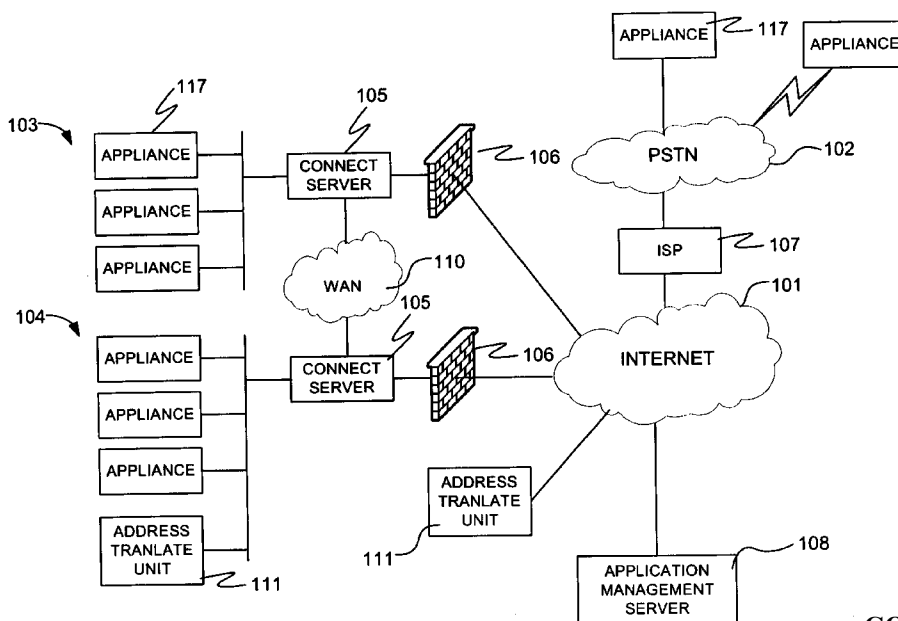 APPLIANCE
117
APPLIANCE
117
105
103
APPLIANCE
CONNECT
SERVER
106
PSTN
102
APPLIANCE
APPLIANCE
ISP
107
WAN
110
101
104
105
106
INTERNET
APPLIANCE
CONNECT
SERVER
APPLIANCE
APPLIANCE
ADDRESS
TRANLATE
UNIT
111
ADDRESS
TRANLATE
UNIT
111
108
APPLICATION
MANAGEMENT
SERVER